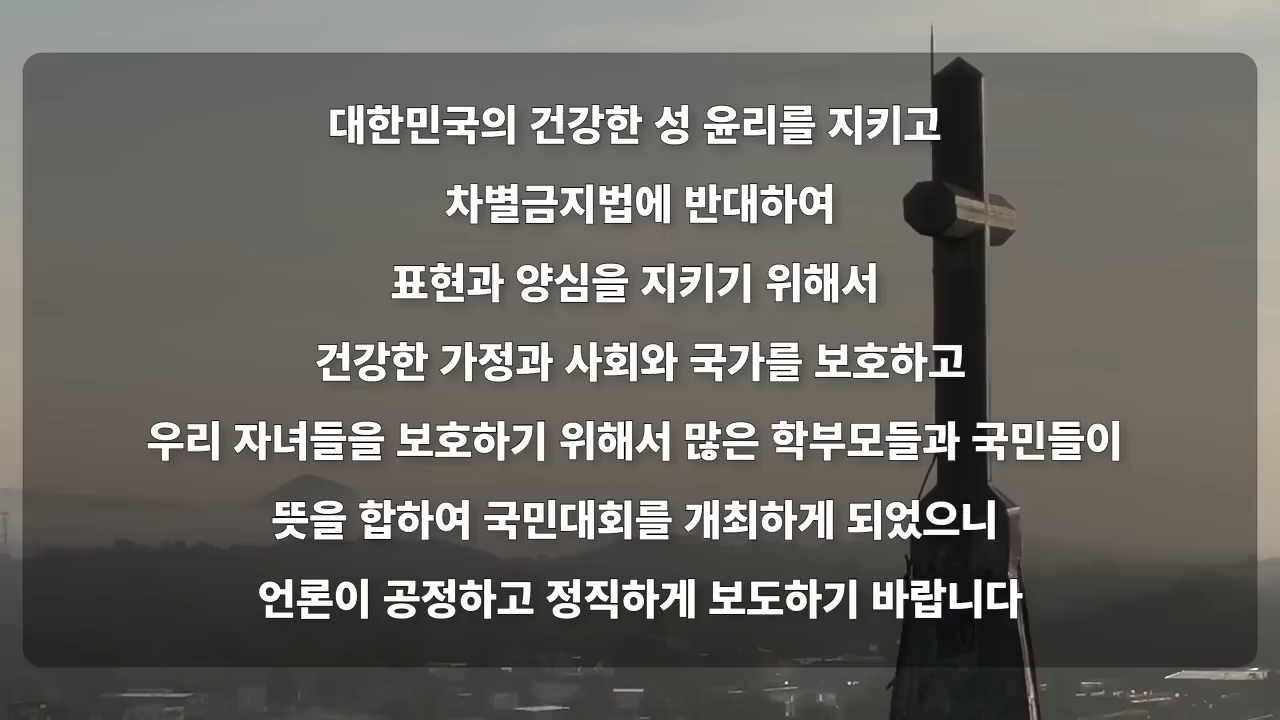 대한민국의 건강한 성 윤리를 지키고
차별금지법에 반대하여
표현과 양심을 지키기 위해서
건강한 가정과 사회와 국가를 보호하고
우리 자녀들을 보호하기 위해서 많은 학부모들과 국민들이
뜻을 합하여 국민대회를 개최하게 되었으니
언론이 공정하고 정직하게 보도하기 바랍니다